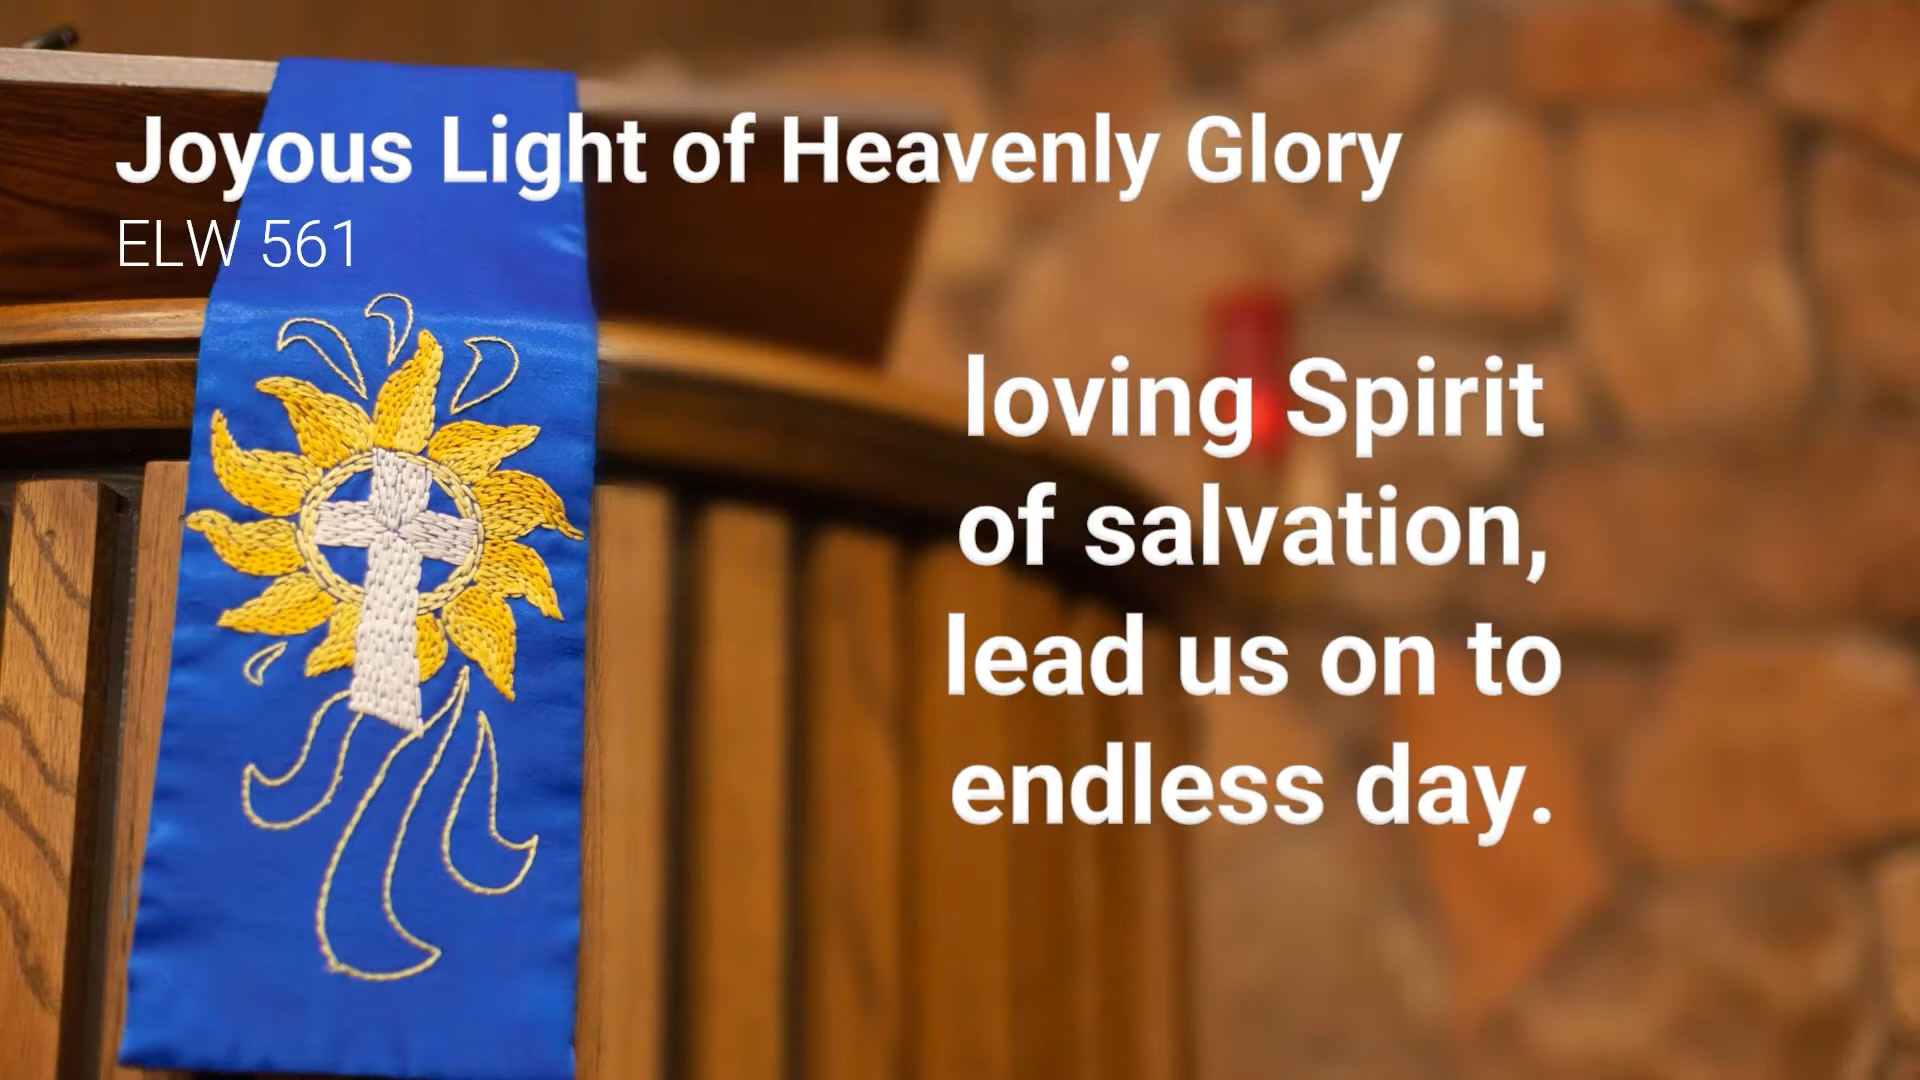 Joyous Light of Heavenly Glory
ELW 561
loving Spirit
of salvation,
lead us on to
endless day.